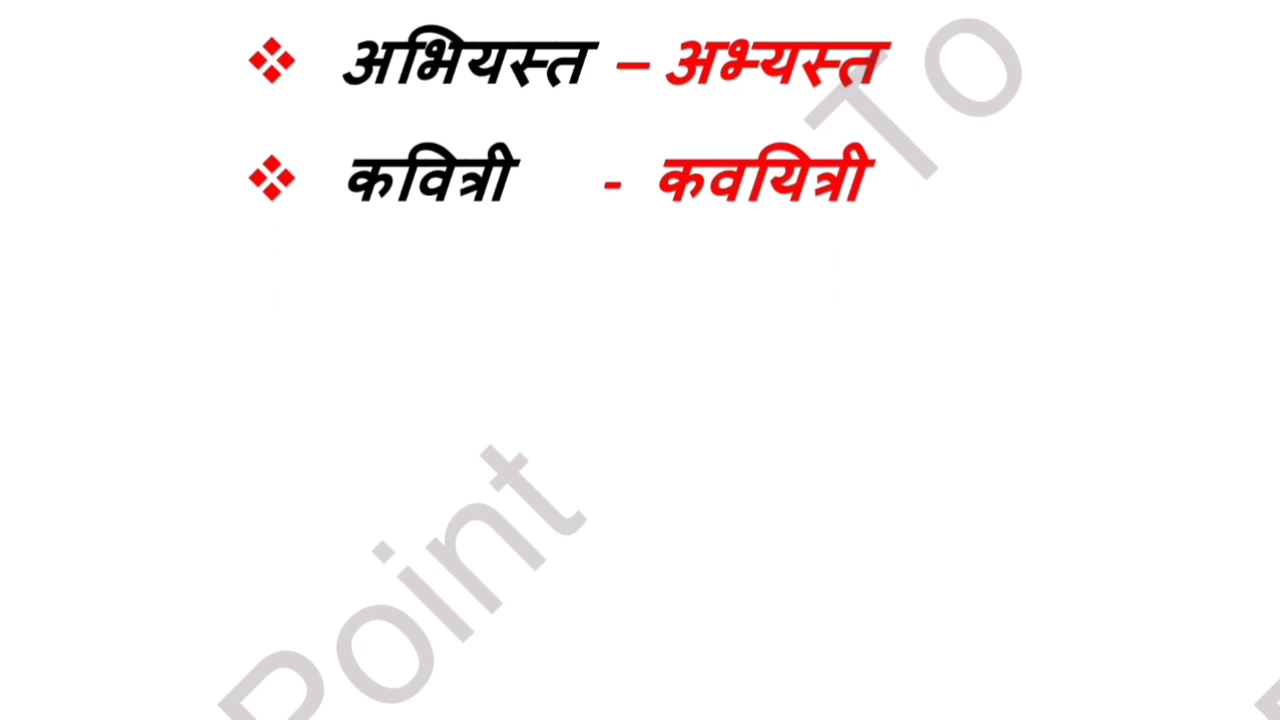 ❖ अभियस्त – अभ्यस्त
❖ कवित्री - कवयित्री
To
Point